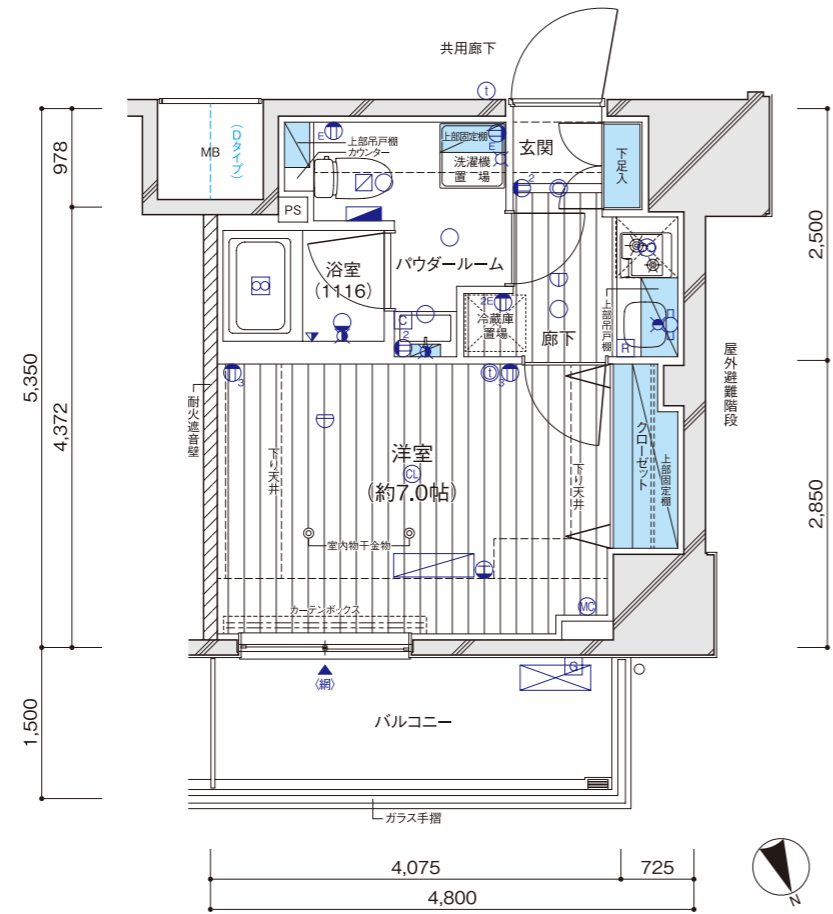 共用廊下
978
4,372
5,350
1,500
2,500
2,850
MB
(Dタイプ)
PS
E
上部吊戸棚
カウンター
上部固定棚
E
洗濯機
置場
玄関
下足入
t
2
浴室
(1116)
パウダールーム
C
2
2E
冷蔵庫
置場
廊下
上部吊戸棚
R
屋外避難階段
耐火遮音壁
3
t
3
下り天井
洋室
CL
(約7.0帖)
下り天井
クローゼット
上部固定棚
室内物干金物
カーテンボックス
MC
〈網〉
G
バルコニー
ガラス手摺
4,075
725
4,800
N